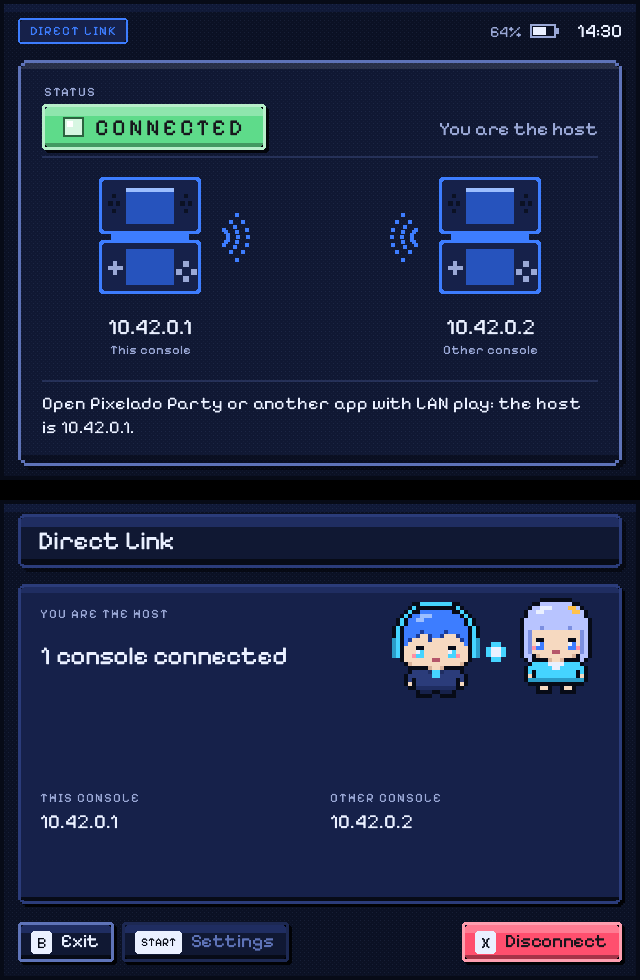 DIRECT LINK
64% 14:30
STATUS
CONNECTED
You are the host
10.42.0.1
This console
10.42.0.2
Other console
Open Pixelado Party or another app with LAN play: the host
is 10.42.0.1.
Direct Link
YOU ARE THE HOST
1 console connected
THIS CONSOLE
10.42.0.1
OTHER CONSOLE
10.42.0.2
B Exit
START Settings
X Disconnect